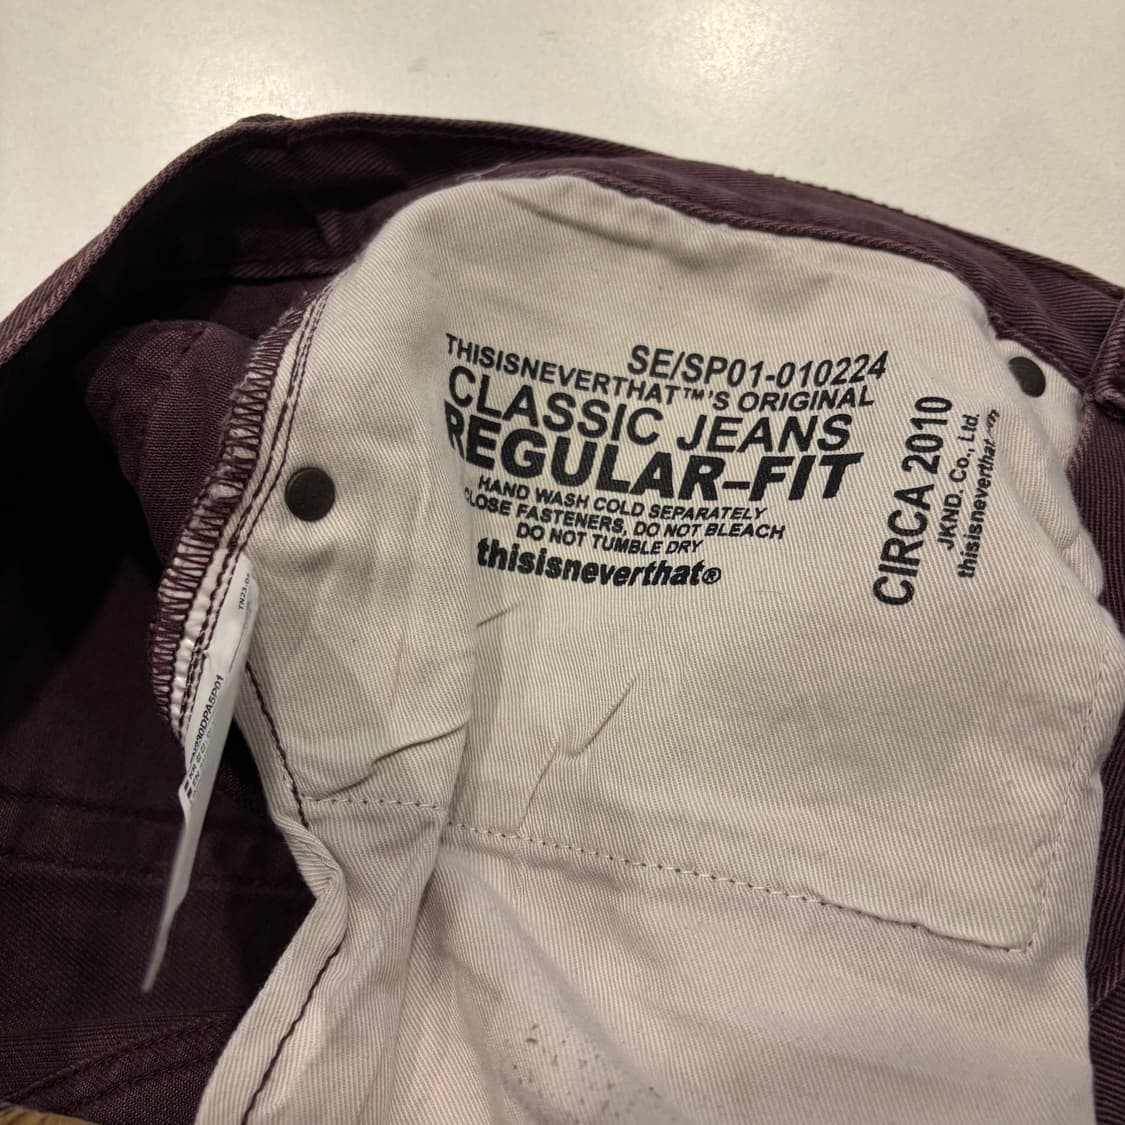 SE/SP01-010224
THISISNEVERTHAT™'S ORIGINAL
CLASSIC JEANS
REGULAR-FIT
HAND WASH COLD SEPARATELY
CLOSE FASTENERS, DO NOT BLEACH
DO NOT TUMBLE DRY
thisisneverthat®
CIRCA 2010
JKND. Co., Ltd.
thisisneverthat